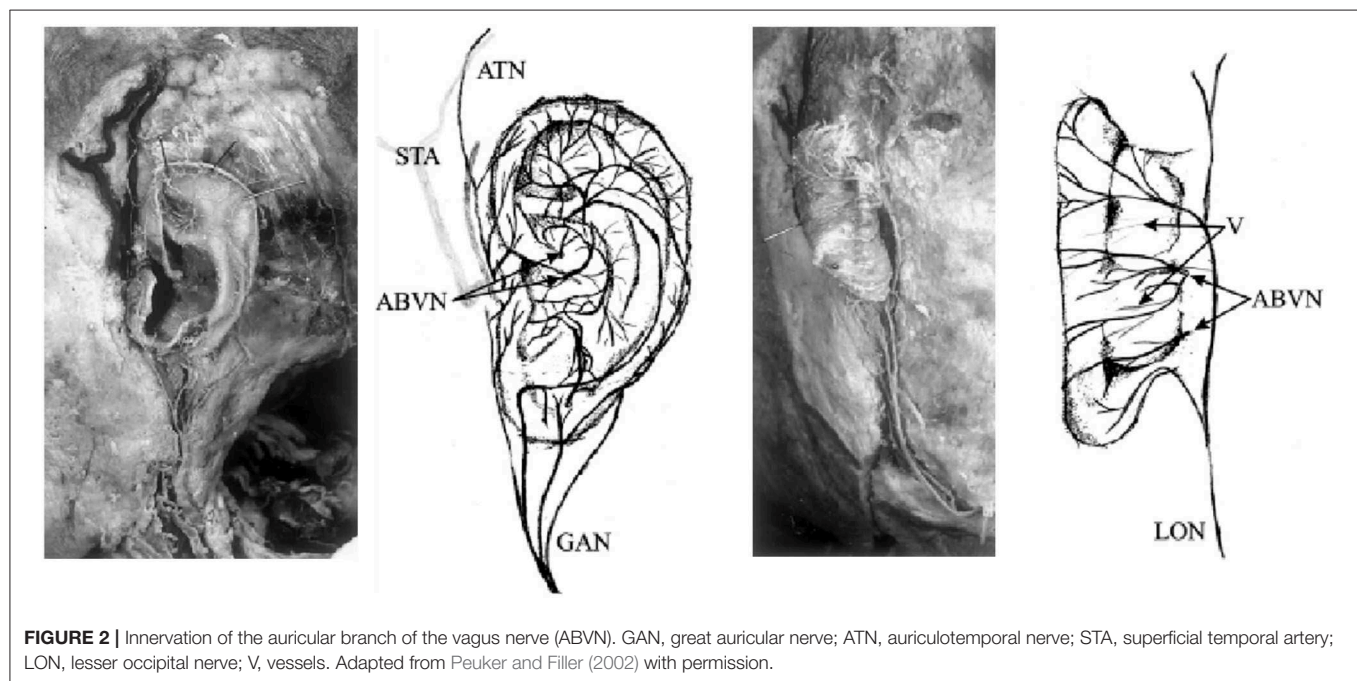 ATN
STA
ABVN
GAN
V
ABVN
LON
FIGURE 2 | Innervation of the auricular branch of the vagus nerve (ABVN). GAN, great auricular nerve; ATN, auriculotemporal nerve; STA, superficial temporal artery;
LON, lesser occipital nerve; V, vessels. Adapted from Peuker and Filler (2002) with permission.